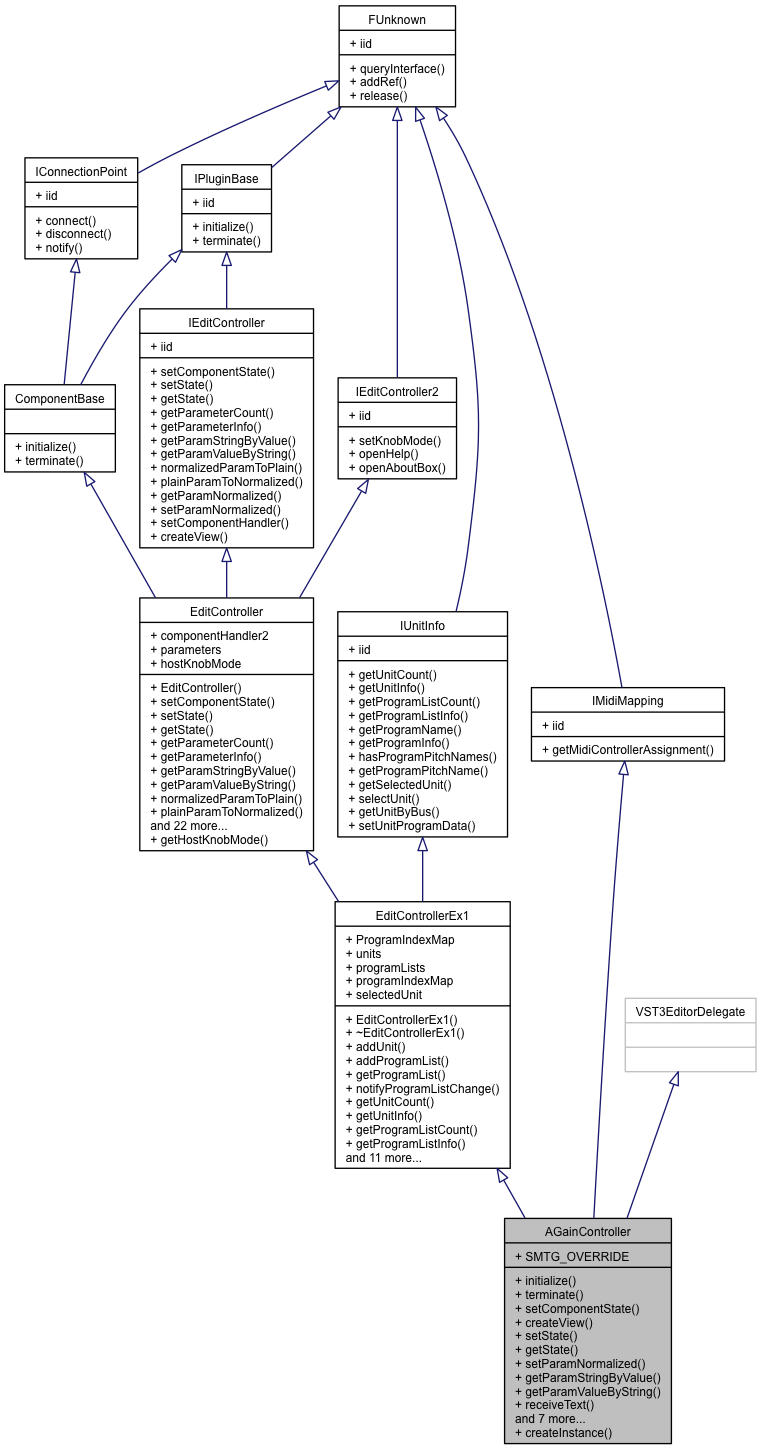 FUnknown
+ iid
+ queryInterface()
+ addRef()
+ release()
IConnectionPoint
+ iid
+ connect()
+ disconnect()
+ notify()
IPluginBase
+ iid
+ initialize()
+ terminate()
IEditController
+ iid
+ setComponentState()
+ setState()
+ getState()
+ getParameterCount()
+ getParameterInfo()
+ getParamStringByValue()
+ getParamValueByString()
+ normalizedParamToPlain()
+ plainParamToNormalized()
+ getParamNormalized()
+ setParamNormalized()
+ setComponentHandler()
+ createView()
ComponentBase
+ initialize()
+ terminate()
IEditController2
+ iid
+ setKnobMode()
+ openHelp()
+ openAboutBox()
EditController
+ componentHandler2
+ parameters
+ hostKnobMode
+ EditController()
+ setComponentState()
+ setState()
+ getState()
+ getParameterCount()
+ getParameterInfo()
+ getParamStringByValue()
+ getParamValueByString()
+ normalizedParamToPlain()
+ plainParamToNormalized()
and 22 more...
+ getHostKnobMode()
IUnitInfo
+ iid
+ getUnitCount()
+ getUnitInfo()
+ getProgramListCount()
+ getProgramListInfo()
+ getProgramName()
+ getProgramInfo()
+ hasProgramPitchNames()
+ getProgramPitchName()
+ getSelectedUnit()
+ selectUnit()
+ getUnitByBus()
+ setUnitProgramData()
IMidiMapping
+ iid
+ getMidiControllerAssignment()
EditControllerEx1
+ ProgramIndexMap
+ units
+ programLists
+ programIndexMap
+ selectedUnit
+ EditControllerEx1()
+ ~EditControllerEx1()
+ addUnit()
+ addProgramList()
+ getProgramList()
+ notifyProgramListChange()
+ getUnitCount()
+ getUnitInfo()
+ getProgramListCount()
+ getProgramListInfo()
and 11 more...
VST3EditorDelegate
AGainController
+ SMTG_OVERRIDE
+ initialize()
+ terminate()
+ setComponentState()
+ createView()
+ setState()
+ getState()
+ setParamNormalized()
+ getParamStringByValue()
+ getParamValueByString()
+ receiveText()
and 7 more...
+ createInstance()